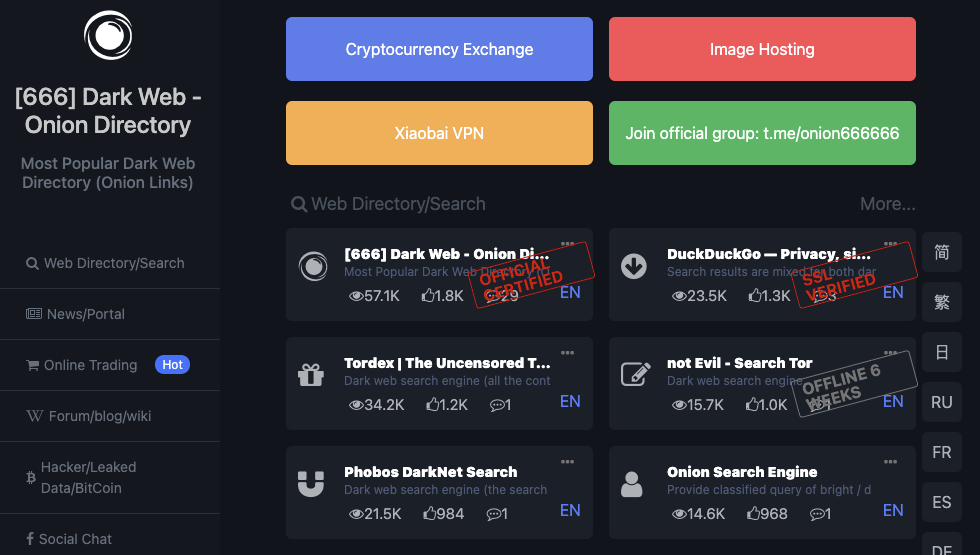 [666] Dark Web -
Onion Directory
Most Popular Dark Web
Directory (Onion Links)
Web Directory/Search
News/Portal
Online Trading Hot
Forum/blog/wiki
Hacker/Leaked
Data/BitCoin
Social Chat
Cryptocurrency Exchange
Image Hosting
Xiaobai VPN
Join official group: t.me/onion666666
Web Directory/Search
More...
[666] Dark Web - Onion Di...
Most Popular Dark Web
57.1K 1.8K 29 EN
OFFICIAL
CERTIFIED
DuckDuckGo — Privacy, si...
Search results are mixed for both dar
23.5K 1.3K 3 EN
SSL
VERIFIED
Tordex | The Uncensored T...
Dark web search engine (all the cont
34.2K 1.2K 1 EN
not Evil - Search Tor
Dark web search engine
15.7K 1.0K 1 EN
OFFLINE 6
WEEKS
Phobos DarkNet Search
Dark web search engine (the search
21.5K 984 1 EN
Onion Search Engine
Provide classified query of bright / d
14.6K 968 1 EN
简
繁
日
RU
FR
ES
DE